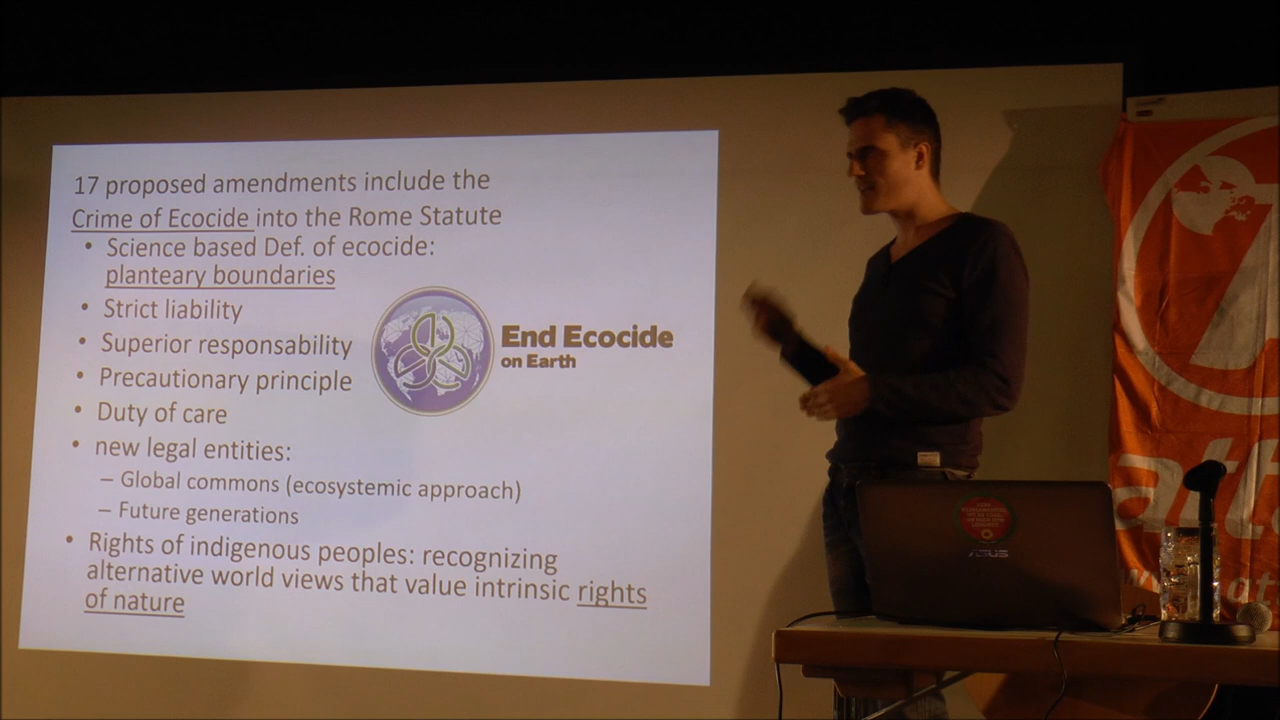 17 proposed amendments include the
Crime of Ecocide into the Rome Statute
• Science based Def. of ecocide:
planteary boundaries
• Strict liability
• Superior responsability
• Precautionary principle
• Duty of care
• new legal entities:
– Global commons (ecosystemic approach)
– Future generations
• Rights of indigenous peoples: recognizing
alternative world views that value intrinsic rights
of nature
End Ecocide
on Earth
ASUS
att